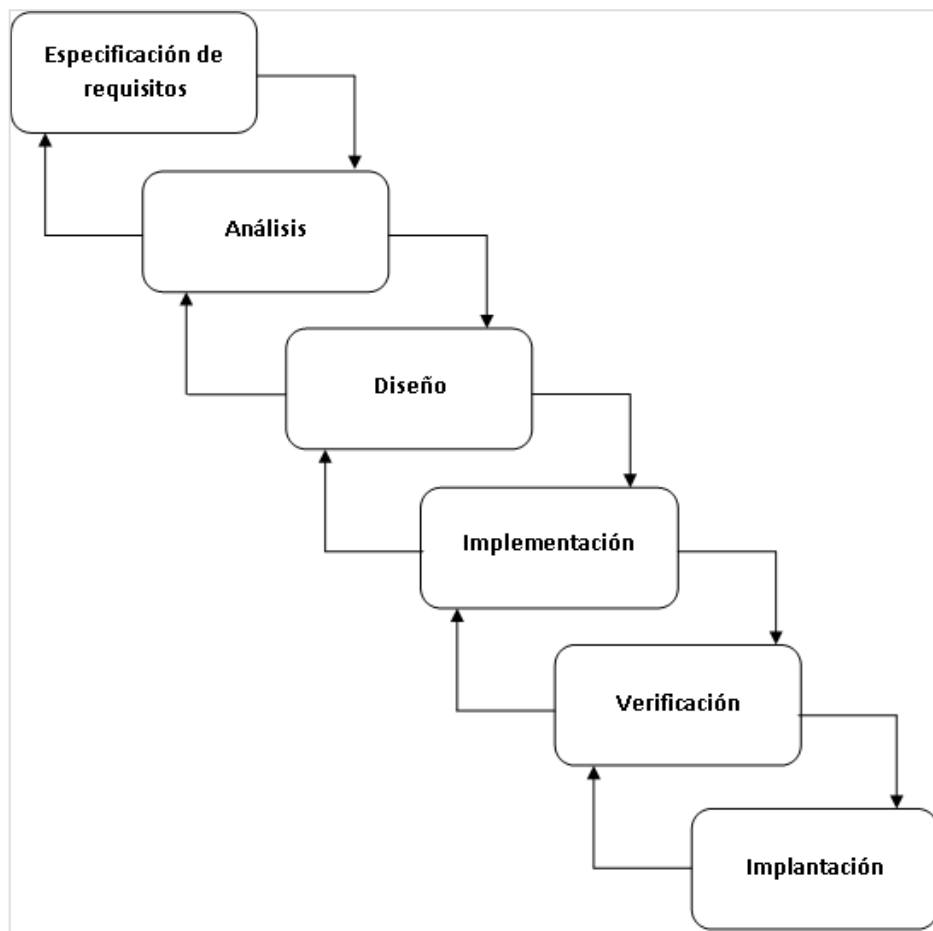 Especificación de
requisitos
Análisis
Diseño
Implementación
Verificación
Implantación